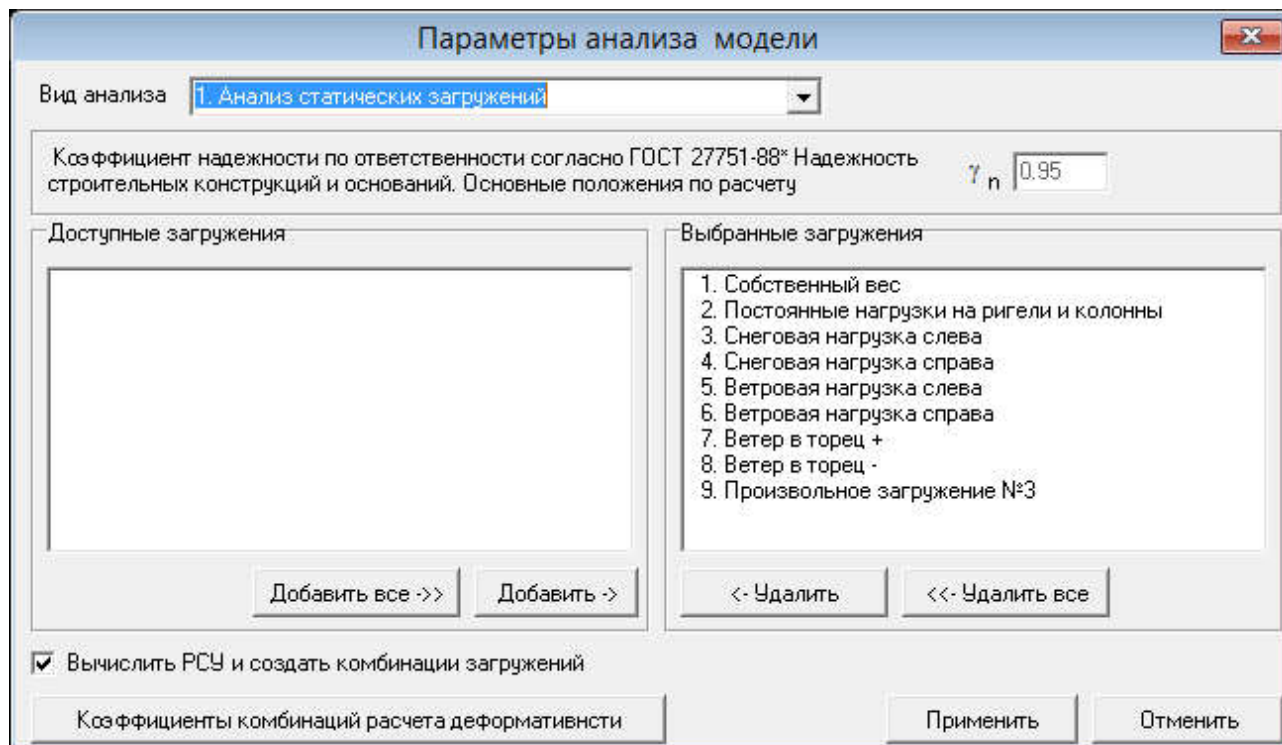 Параметры анализа модели
Вид анализа 1. Анализ статических загружений
Коэффициент надежности по ответственности согласно ГОСТ 27751-88* Надежность
строительных конструкций и оснований. Основные положения по расчету
γ n 0.95
Доступные загружения
Выбранные загружения
1. Собственный вес
2. Постоянные нагрузки на ригели и колонны
3. Снеговая нагрузка слева
4. Снеговая нагрузка справа
5. Ветровая нагрузка слева
6. Ветровая нагрузка справа
7. Ветер в торец +
8. Ветер в торец -
9. Произвольное загружение №3
Добавить все ->> Добавить -> <- Удалить <<- Удалить все
Вычислить РСУ и создать комбинации загружений
Коэффициенты комбинаций расчета деформативнсти Применить Отменить